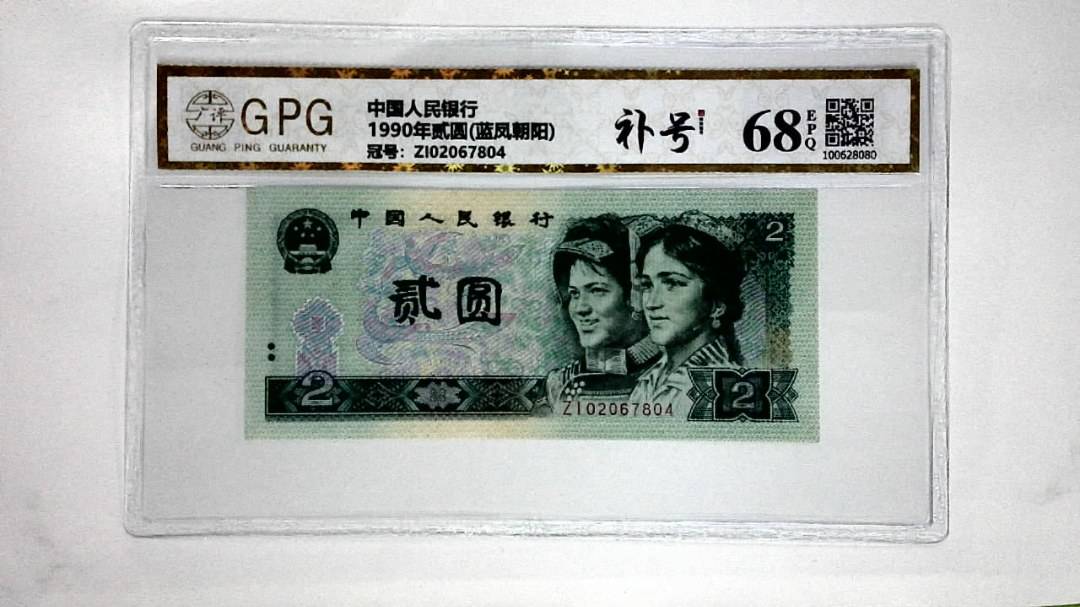 GPG
GUANG PING GUARANTY
中国人民银行
1990年贰圆(蓝凤朝阳)
冠号：ZI02067804
补号
68
EPQ
100628080
中国人民银行
2
贰圆
2
ZI02067804
2